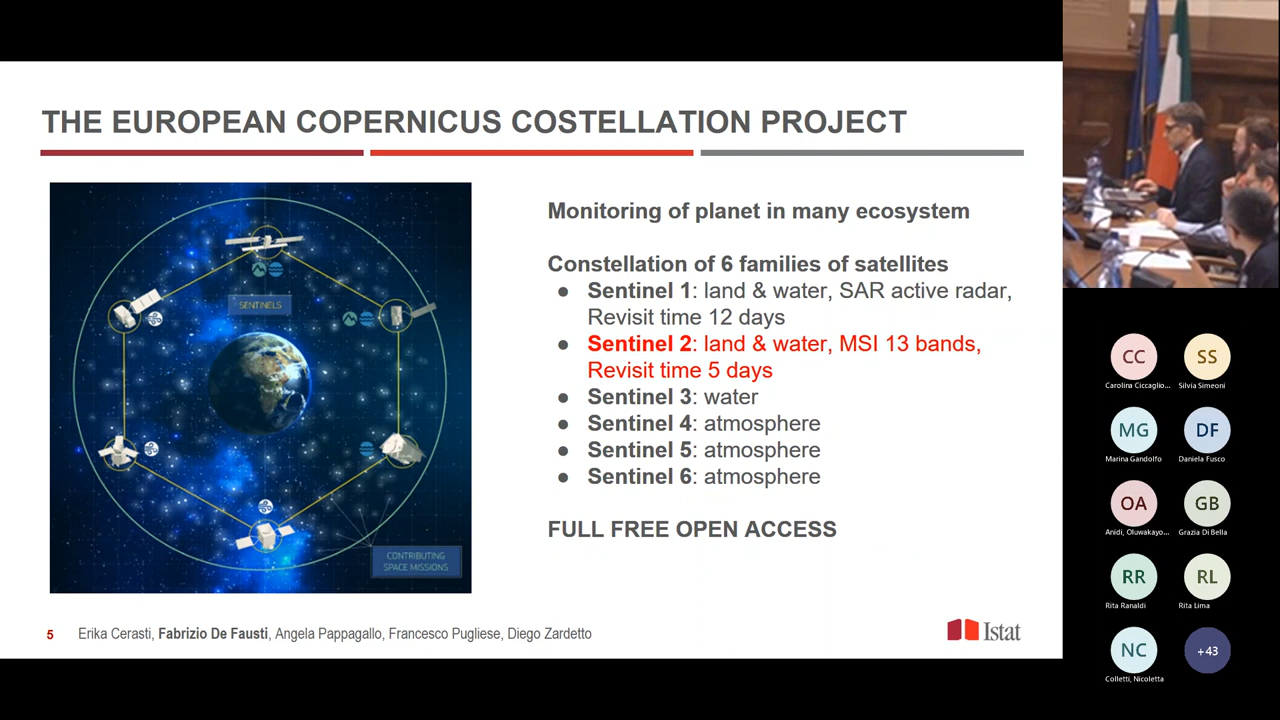 THE EUROPEAN COPERNICUS COSTELLATION PROJECT
SENTINELS
CONTRIBUTING
SPACE MISSIONS
Monitoring of planet in many ecosystem
Constellation of 6 families of satellites
● Sentinel 1: land & water, SAR active radar,
Revisit time 12 days
● Sentinel 2: land & water, MSI 13 bands,
Revisit time 5 days
● Sentinel 3: water
● Sentinel 4: atmosphere
● Sentinel 5: atmosphere
● Sentinel 6: atmosphere
FULL FREE OPEN ACCESS
5 Erika Cerasti, Fabrizio De Fausti, Angela Pappagallo, Francesco Pugliese, Diego Zardetto
Istat
CC SS
Carolina Ciccaglio... Silvia Simeoni
MG DF
Marina Gandolfo Daniela Fusco
OA GB
Anidi, Oluwakayo... Grazia Di Bella
RR RL
Rita Ranaldi Rita Lima
NC +43
Colletti, Nicoletta